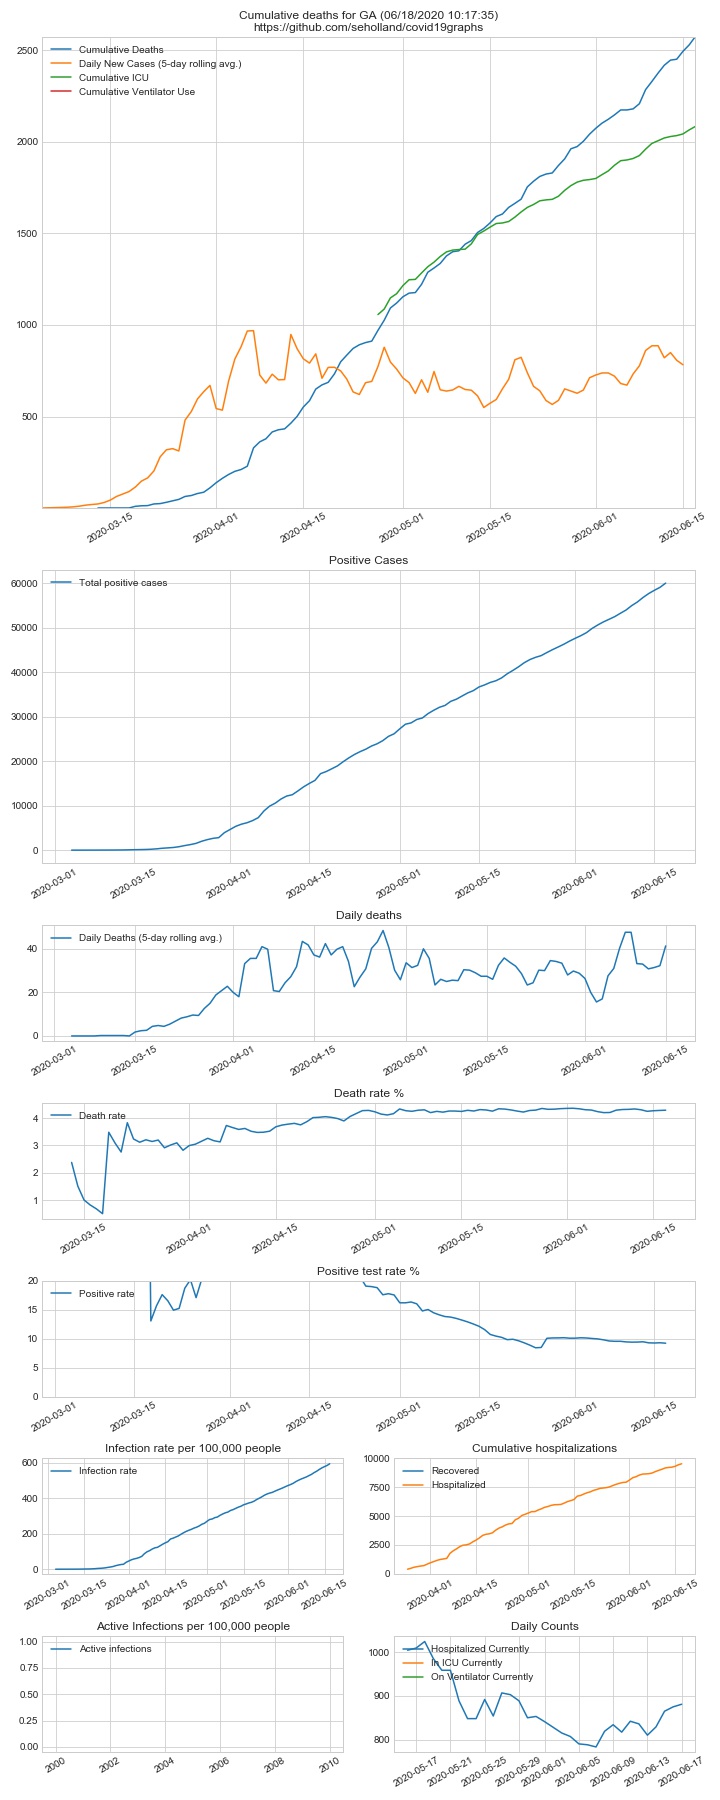 Cumulative deaths for GA (06/18/2020 10:17:35)
https://github.com/seholland/covid19graphs
Cumulative Deaths
Daily New Cases (5-day rolling avg.)
Cumulative ICU
Cumulative Ventilator Use
2500
2000
1500
1000
500
2020-03-15 2020-04-01 2020-04-15 2020-05-01 2020-05-15 2020-06-01 2020-06-15
Positive Cases
Total positive cases
60000
50000
40000
30000
20000
10000
0
2020-03-01 2020-03-15 2020-04-01 2020-04-15 2020-05-01 2020-05-15 2020-06-01 2020-06-15
Daily deaths
Daily Deaths (5-day rolling avg.)
40
20
0
2020-03-01 2020-03-15 2020-04-01 2020-04-15 2020-05-01 2020-05-15 2020-06-01 2020-06-15
Death rate %
Death rate
4
3
2
1
2020-03-15 2020-04-01 2020-04-15 2020-05-01 2020-05-15 2020-06-01 2020-06-15
Positive test rate %
Positive rate
20
15
10
5
0
2020-03-01 2020-03-15 2020-04-01 2020-04-15 2020-05-01 2020-05-15 2020-06-01 2020-06-15
Infection rate per 100,000 people
Infection rate
600
400
200
0
2020-03-01 2020-03-15 2020-04-01 2020-04-15 2020-05-01 2020-05-15 2020-06-01 2020-06-15
Cumulative hospitalizations
Recovered
Hospitalized
10000
7500
5000
2500
0
2020-04-01 2020-04-15 2020-05-01 2020-05-15 2020-06-01 2020-06-15
Active Infections per 100,000 people
Active infections
1.00
0.75
0.50
0.25
0.00
2000 2002 2004 2006 2008 2010
Daily Counts
Hospitalized Currently
In ICU Currently
On Ventilator Currently
1000
900
800
2020-05-17 2020-05-21 2020-05-25 2020-05-29 2020-06-01 2020-06-05 2020-06-09 2020-06-13 2020-06-17